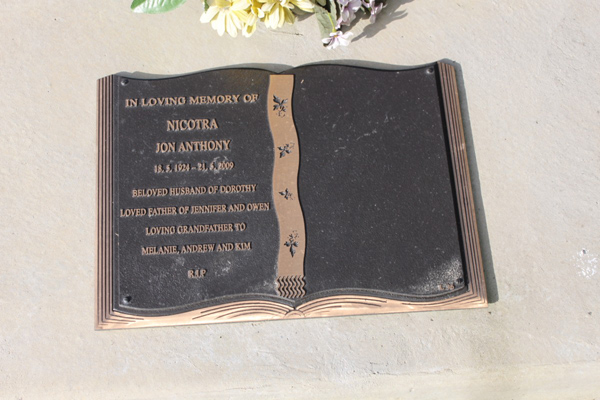 IN LOVING MEMORY OF
NICOTRA
JON ANTHONY
BELOVED HUSBAND OF DOROTHY
LOVED FATHER OF JENNIFER AND OWEN
LOVING GRANDFATHER TO
MELANIE, ANDREW AND KIM
R.I.P